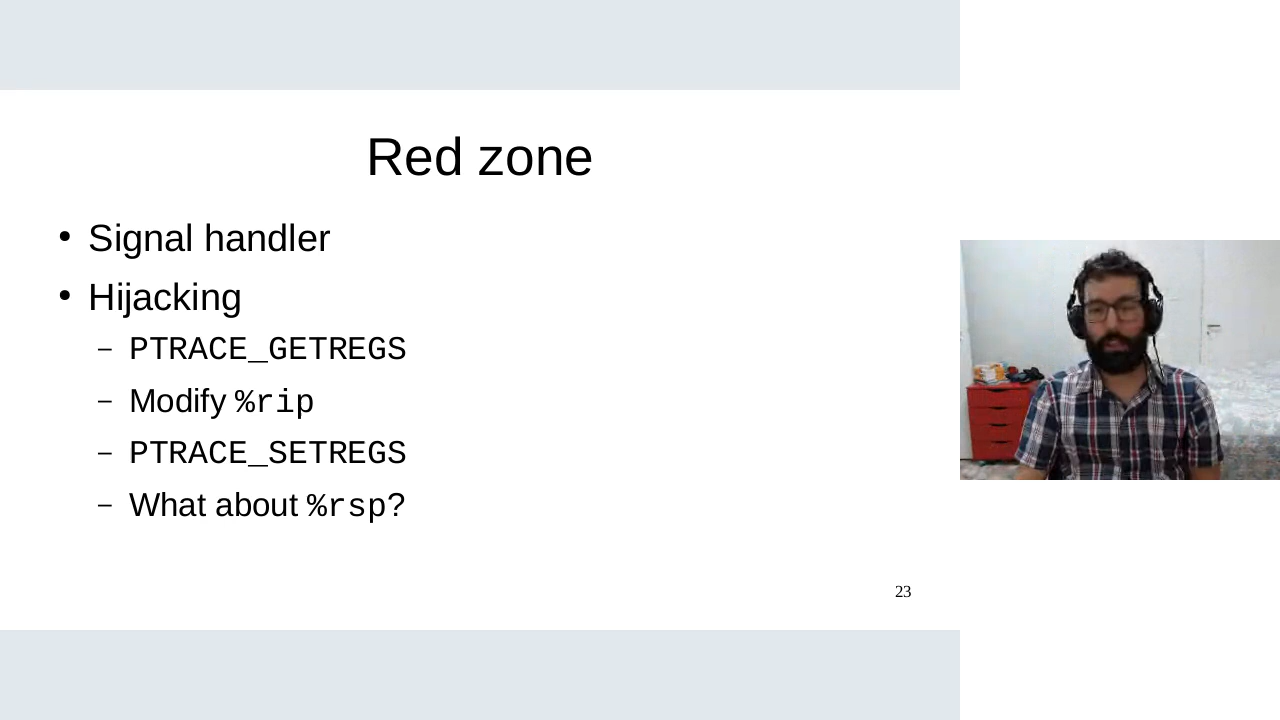 Red zone
• Signal handler
• Hijacking
– PTRACE_GETREGS
– Modify %rip
– PTRACE_SETREGS
– What about %rsp?
23